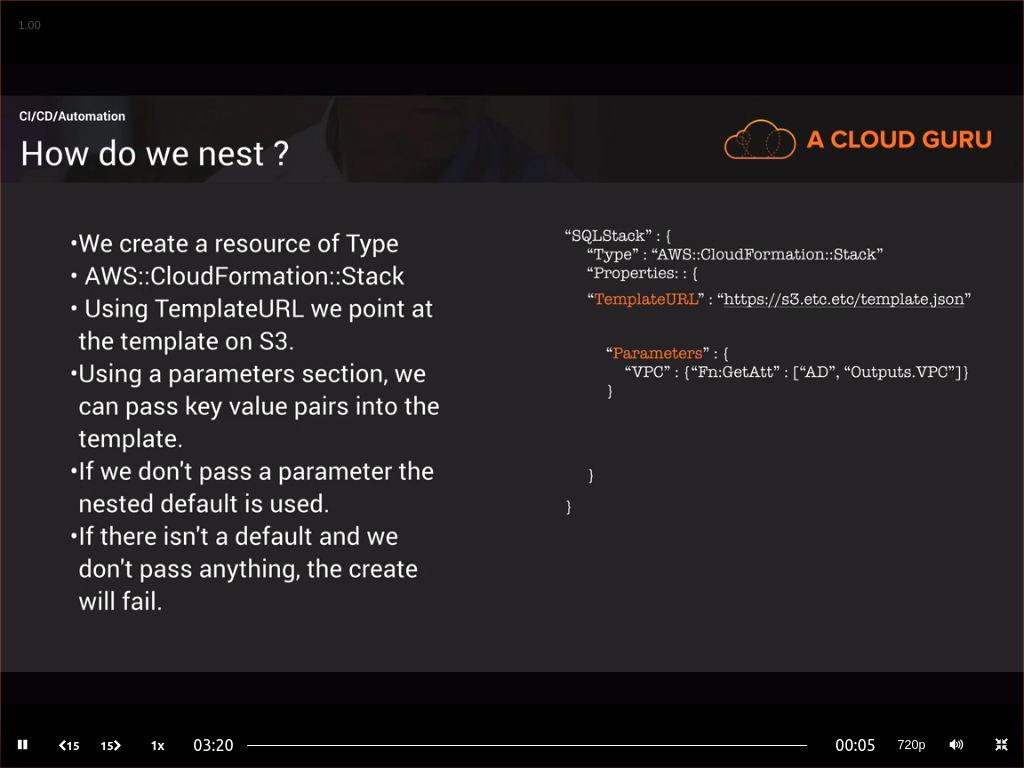 1.00
CI/CD/Automation
How do we nest ?
A CLOUD GURU
•We create a resource of Type
• AWS::CloudFormation::Stack
• Using TemplateURL we point at
the template on S3.
•Using a parameters section, we
can pass key value pairs into the
template.
•If we don't pass a parameter the
nested default is used.
•If there isn't a default and we
don't pass anything, the create
will fail.
“SQLStack” : {
“Type” : “AWS::CloudFormation::Stack”
“Properties: : {
“TemplateURL” : “https://s3.etc.etc/template.json”
“Parameters” : {
“VPC” : {“Fn:GetAtt” : [“AD”, “Outputs.VPC”]}
}
}
}
15 15 1x 03:20 00:05 720p